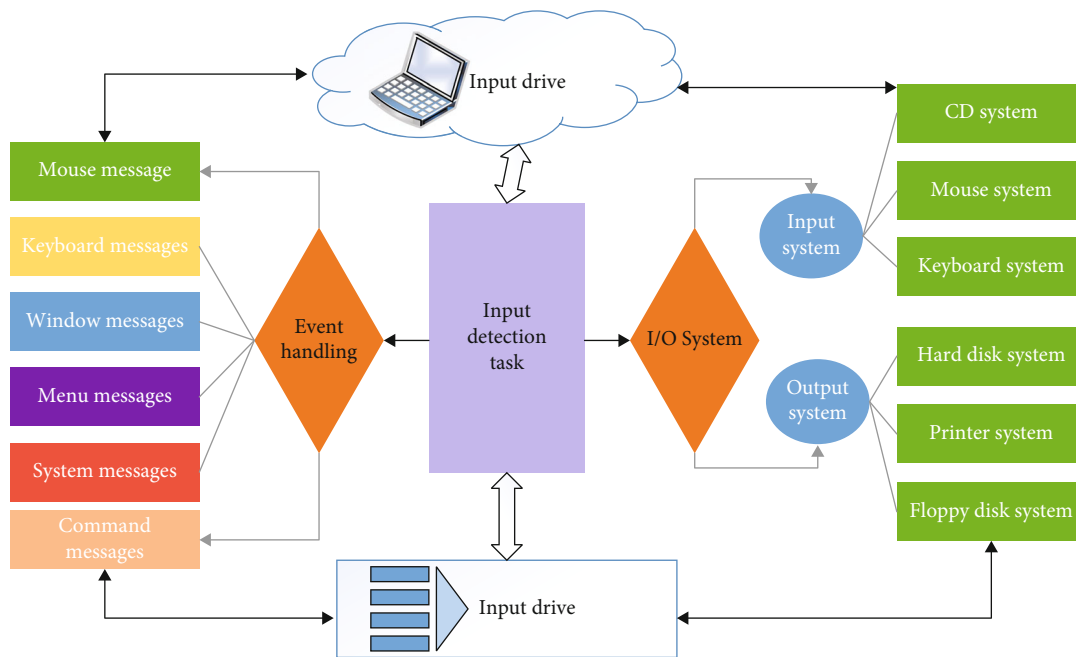 Input drive
CD system
Mouse message
Mouse system
Keyboard messages
Input
system
Keyboard system
Window messages
Event
handling
Input
detection
task
I/O System
Hard disk system
Menu messages
Output
system
Printer system
System messages
Floppy disk system
Command
messages
Input drive